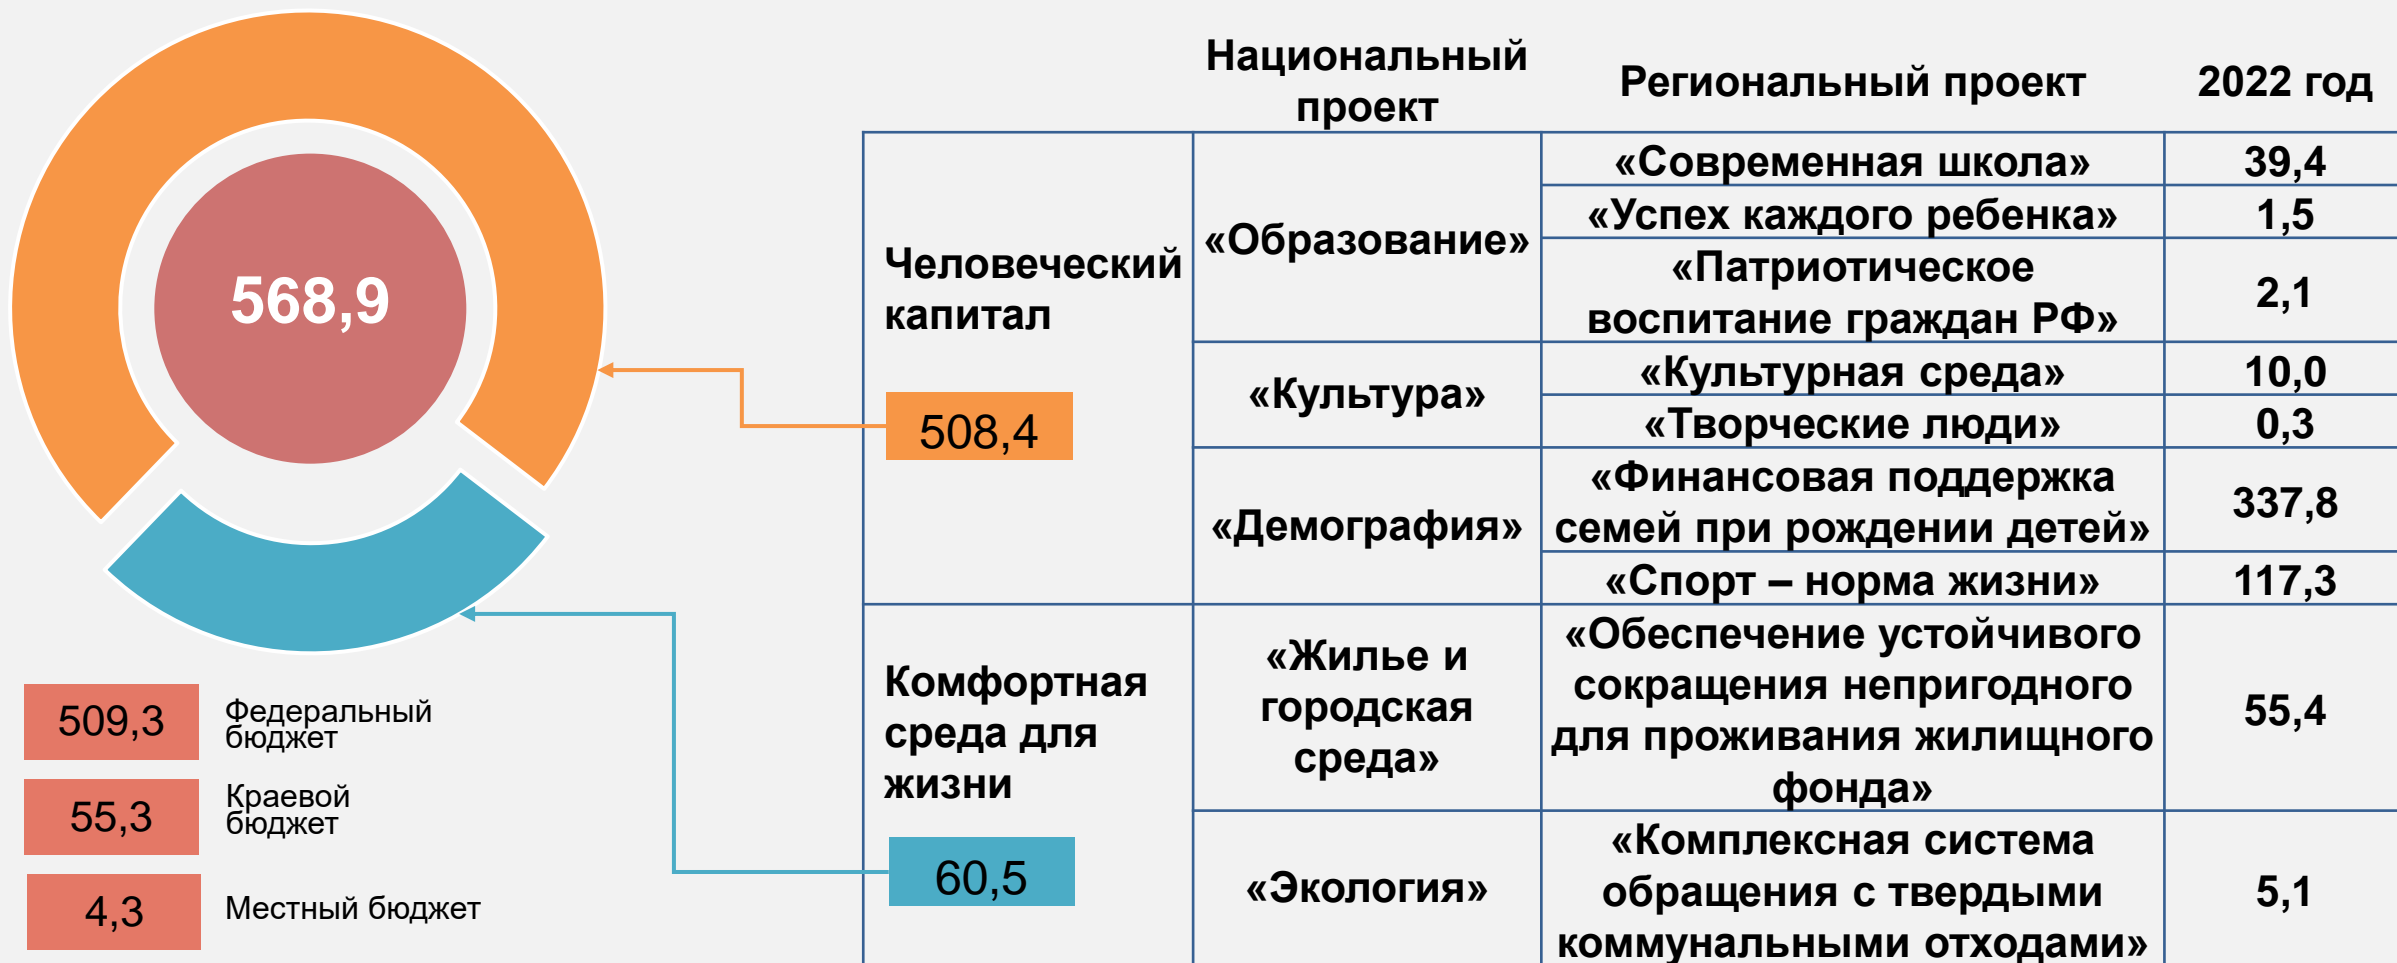 568,9
509,3
Федеральный
бюджет
55,3
Краевой
бюджет
4,3
Местный бюджет
Национальный
проект
Региональный проект
2022 год
Человеческий
капитал
508,4
«Образование»
«Современная школа»
39,4
«Успех каждого ребенка»
1,5
«Патриотическое
воспитание граждан РФ»
2,1
«Культура»
«Культурная среда»
10,0
«Творческие люди»
0,3
«Демография»
«Финансовая поддержка
семей при рождении детей»
337,8
«Спорт – норма жизни»
117,3
Комфортная
среда для
жизни
60,5
«Жилье и
городская
среда»
«Обеспечение устойчивого
сокращения непригодного
для проживания жилищного
фонда»
55,4
«Экология»
«Комплексная система
обращения с твердыми
коммунальными отходами»
5,1